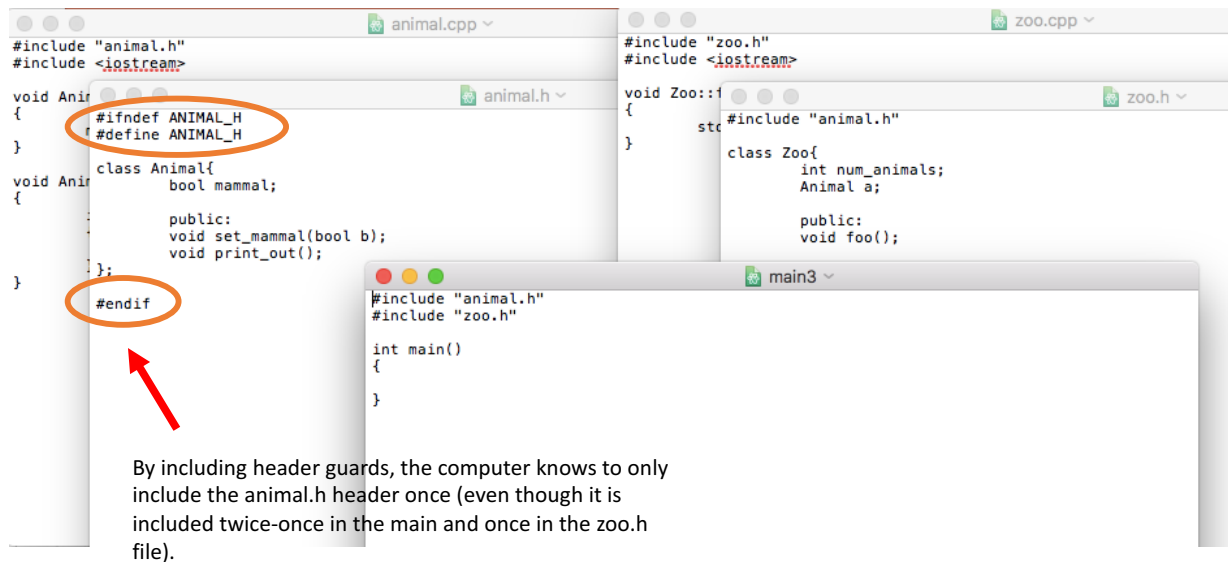 animal.cpp
#include "animal.h"
#include <iostream>
void
{
}
void
{
}
animal.h
#ifndef ANIMAL_H
#define ANIMAL_H
class Animal{
bool mammal;
public:
void set_mammal(bool b);
void print_out();
};
#endif
zoo.cpp
#include "zoo.h"
#include <iostream>
void Zoo::
{
}
zoo.h
#include "animal.h"
class Zoo{
int num_animals;
Animal a;
public:
void foo();
main3
#include "animal.h"
#include "zoo.h"
int main()
{
}
By including header guards, the computer knows to only
include the animal.h header once (even though it is
included twice-once in the main and once in the zoo.h
file).